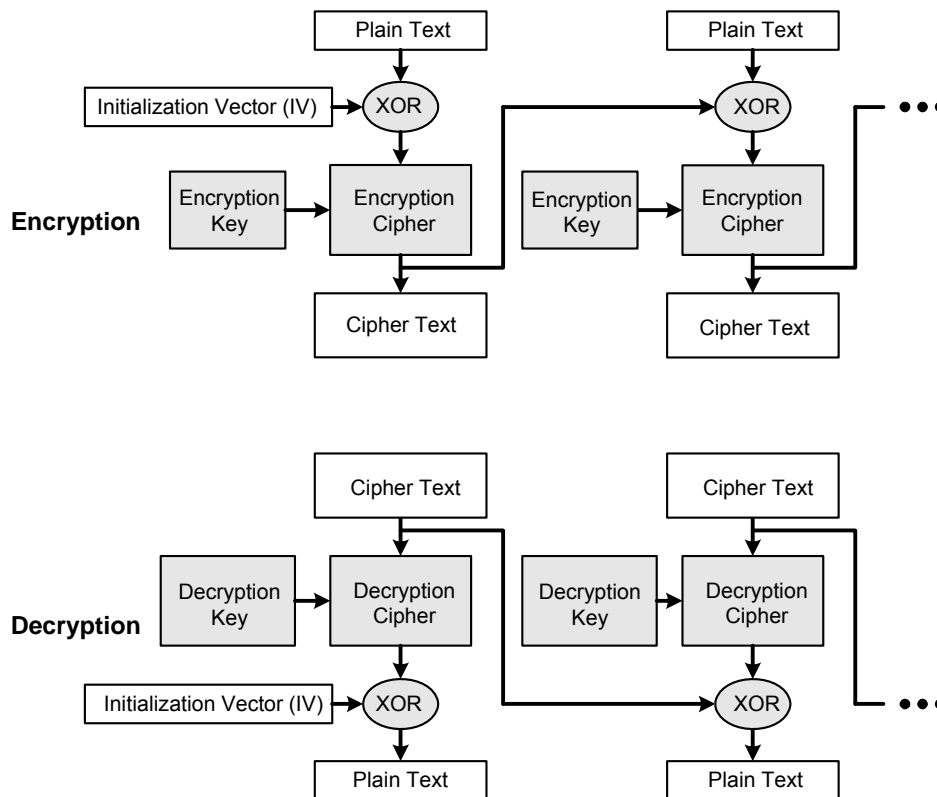 Plain Text
Plain Text
Initialization Vector (IV)
XOR
XOR
Encryption
Encryption
Key
Encryption
Cipher
Encryption
Key
Encryption
Cipher
Cipher Text
Cipher Text
Cipher Text
Cipher Text
Decryption
Decryption
Key
Decryption
Cipher
Decryption
Key
Decryption
Cipher
Initialization Vector (IV)
XOR
XOR
Plain Text
Plain Text